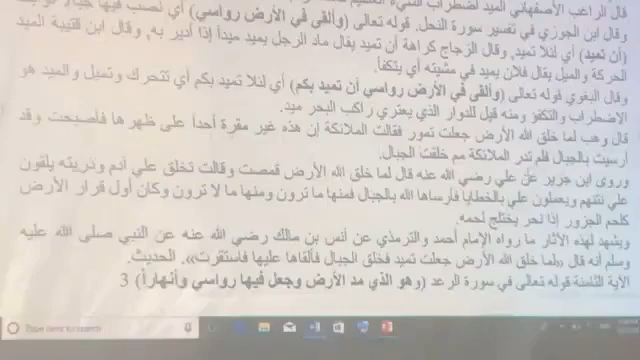 قال الراغب الأصفهاني الميد اضطراب الشيء
وقال ابن الجوزي في تفسير سورة النحل. قوله تعالى (وألقى في الأرض رواسي) أي نصب فيها جبالا
(أن تميد) أي لئلا تميد, وقال الزجاج كراهة أن تميد يقال ماد الرجل يميد ميداً إذا أدير به, وقال ابن قتيبة الميد
الحركة والميل يقال فلان يميد في مشيته أي يتكفأ.
وقال البغوي قوله تعالى (وألقى في الأرض رواسي أن تميد بكم) أي لئلا تميد بكم أي تتحرك وتميل والميد هو
الاضطراب والتكفؤ ومنه قيل للدوار الذي يعتري راكب البحر ميد.
قال وهب لما خلق الله الأرض جعلت تمور فقالت الملائكة إن هذه غير مقرة أحداً على ظهرها فأصبحت وقد
أرسيت بالجبال فلم تدر الملائكة مم خلقت الجبال.
وروى ابن جرير عن علي رضي الله عنه قال لما خلق الله الأرض قمصت وقالت تخلق علي آدم وذريته يلقون
علي نتنهم ويعملون علي بالخطايا فأرساها الله بالجبال فمنها ما ترون ومنها ما لا ترون وكان أول قرار الأرض
كلحم الجزور إذا نحر يختلج لحمه.
ويشهد لهذه الآثار ما رواه الإمام أحمد والترمذي عن أنس بن مالك رضي الله عنه عن النبي صلى الله عليه
وسلم أنه قال «لما خلق الله الأرض جعلت تميد فخلق الجبال فألقاها عليها فاستقرت». الحديث.
الآية الثامنة قوله تعالى في سورة الرعد (وهو الذي مد الأرض وجعل فيها رواسي وأنهاراً) 3
Type here to search